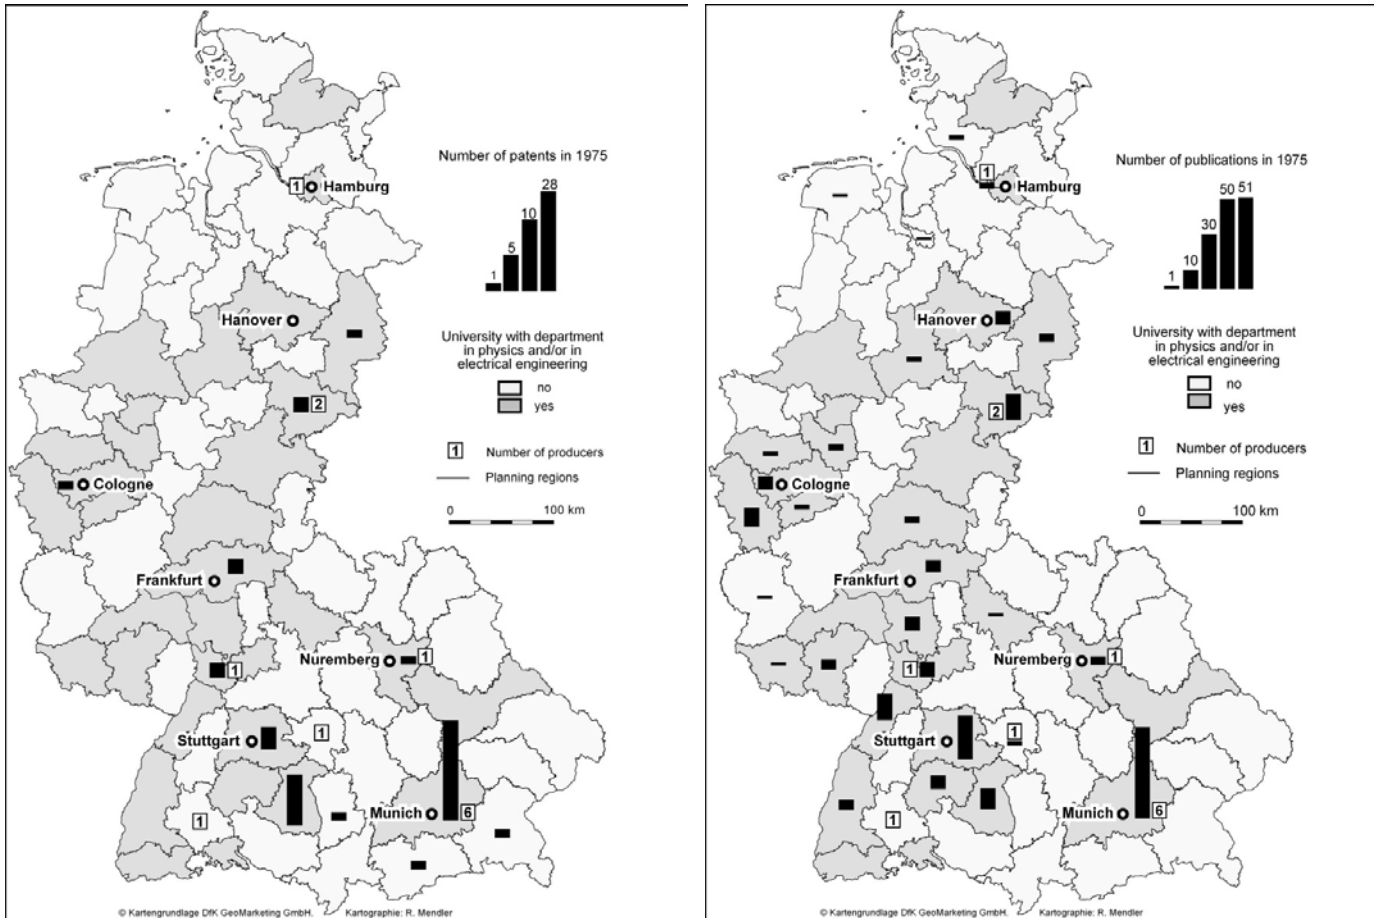 Number of patents in 1975
28
10
5
1
1
Hamburg
Hanover
University with department
in physics and/or in
electrical engineering
no
yes
2
1
Number of producers
Planning regions
Cologne
0
100 km
Frankfurt
Nuremberg
1
1
Stuttgart
1
Munich
6
1
© Kartengrundlage DfK GeoMarketing GmbH.
Kartographie: R. Mendler
Number of publications in 1975
50
51
30
10
1
1
Hamburg
Hanover
University with department
in physics and/or in
electrical engineering
no
yes
2
1
Number of producers
Planning regions
Cologne
0
100 km
Frankfurt
Nuremberg
1
1
Stuttgart
1
Munich
6
1
© Kartengrundlage DfK GeoMarketing GmbH.
Kartographie: R. Mendler